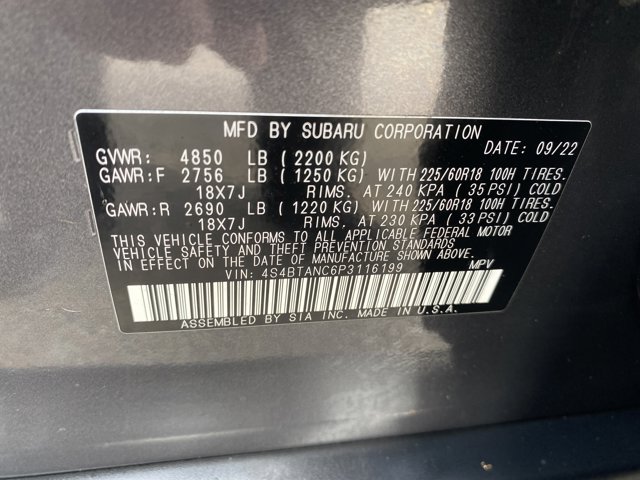 MFD BY SUBARU CORPORATION
DATE: 09/22
GVWR: 4850 LB ( 2200 KG)
GAWR:F 2756 LB ( 1250 KG) WITH 225/60R18 100H TIRES.
18X7J RIMS. AT 240 KPA ( 35 PSI) COLD
GAWR:R 2690 LB ( 1220 KG) WITH 225/60R18 100H TIRES.
18X7J RIMS. AT 230 KPA ( 33 PSI) COLD
THIS VEHICLE CONFORMS TO ALL APPLICABLE FEDERAL MOTOR
VEHICLE SAFETY AND THEFT PREVENTION STANDARDS
IN EFFECT ON THE DATE OF MANUFACTURE SHOWN ABOVE.
VIN: 4S4BTANC6P3116199 MPV
ASSEMBLED BY SIA INC. MADE IN U.S.A.